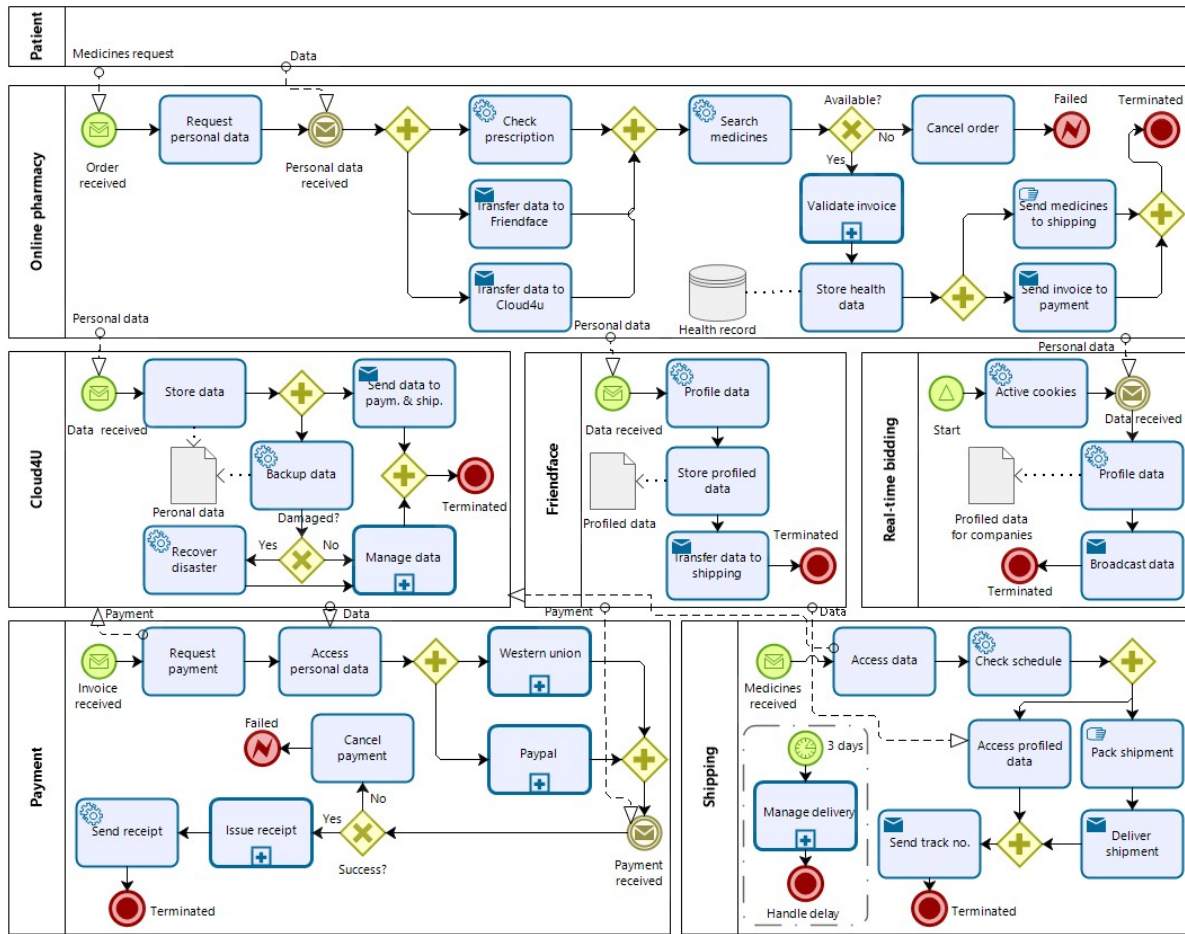 Patient
Medicines request
Data
Online pharmacy
Order
received
Request
personal data
Personal data
received
Check
prescription
Transfer data to
Friendface
Transfer data to
Cloud4u
Search
medicines
Available?
No
Yes
Cancel order
Failed
Terminated
Validate invoice
Store health
data
Health record
Send medicines
to shipping
Send invoice to
payment
Personal data
Personal data
Personal data
Cloud4U
Data received
Store data
Send data to
paym. & ship.
Peronal data
Backup data
Damaged?
Yes
No
Recover
disaster
Manage data
Terminated
Friendface
Data received
Profile data
Store profiled
data
Profiled data
Transfer data to
shipping
Terminated
Real-time bidding
Start
Active cookies
Data received
Profile data
Profiled data
for companies
Broadcast data
Terminated
Payment
Data
Payment
Data
Payment
Invoice
received
Request
payment
Access
personal data
Western union
Paypal
Payment
received
Failed
Cancel
payment
No
Yes
Success?
Issue receipt
Send receipt
Terminated
Shipping
Medicines
received
Access data
Check schedule
Access profiled
data
Pack shipment
Deliver
shipment
Send track no.
Terminated
3 days
Manage delivery
Handle delay